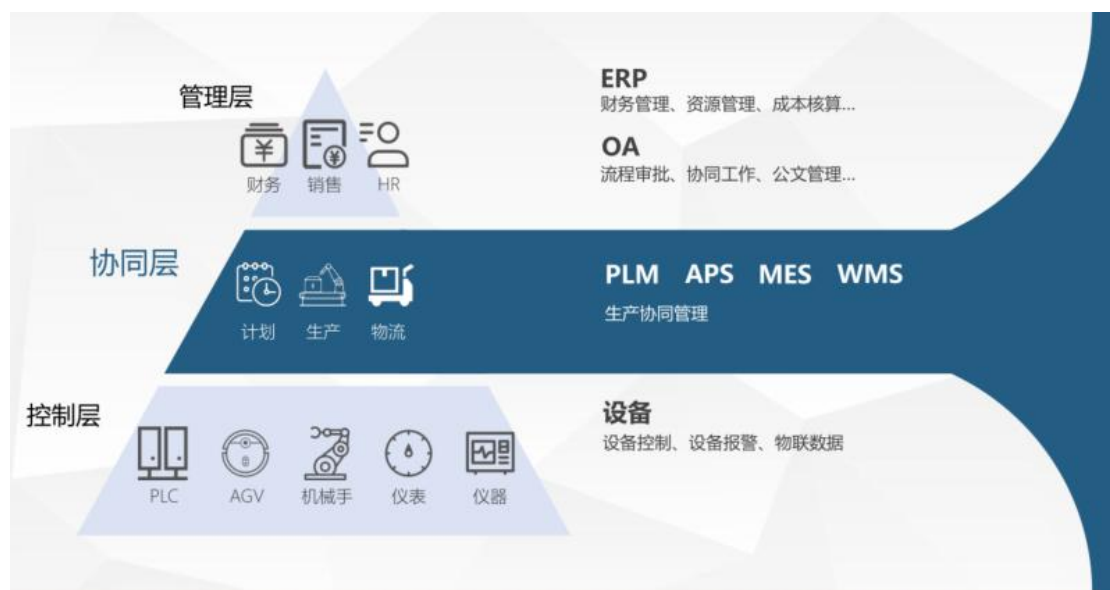 管理层
财务 销售 HR
ERP
财务管理、资源管理、成本核算...
OA
流程审批、协同工作、公文管理...
协同层
计划 生产 物流
PLM APS MES WMS
生产协同管理
控制层
PLC AGV 机械手 仪表 仪器
设备
设备控制、设备报警、物联数据